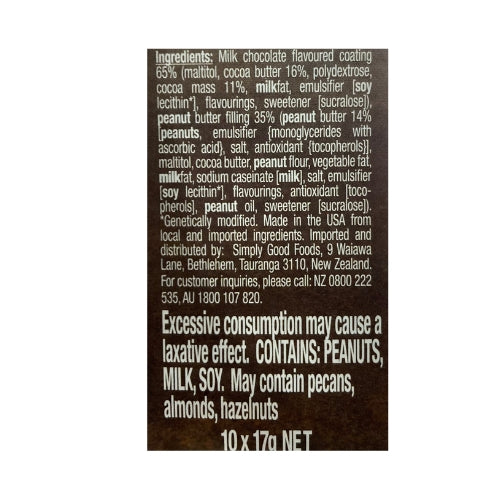 Ingredients: Milk chocolate flavoured coating
65% (maltitol, cocoa butter 16%, polydextrose,
cocoa mass 11%, milkfat, emulsifier [soy
lecithin*], flavourings, sweetener [sucralose]),
peanut butter filling 35% (peanut butter 14%
[peanuts, emulsifier {monoglycerides with
ascorbic acid}, salt, antioxidant {tocopherols}],
maltitol, cocoa butter, peanut flour, vegetable fat,
milkfat, sodium caseinate [milk], salt, emulsifier
[soy lecithin*], flavourings, antioxidant [toco-
pherols], peanut oil, sweetener [sucralose]).
*Genetically modified. Made in the USA from
local and imported ingredients. Imported and
distributed by: Simply Good Foods, 9 Waiawa
Lane, Bethlehem, Tauranga 3110, New Zealand.
For customer inquiries, please call: NZ 0800 222
535, AU 1800 107 820.
Excessive consumption may cause a
laxative effect. CONTAINS: PEANUTS,
MILK, SOY. May contain pecans,
almonds, hazelnuts
10 x 17g NET